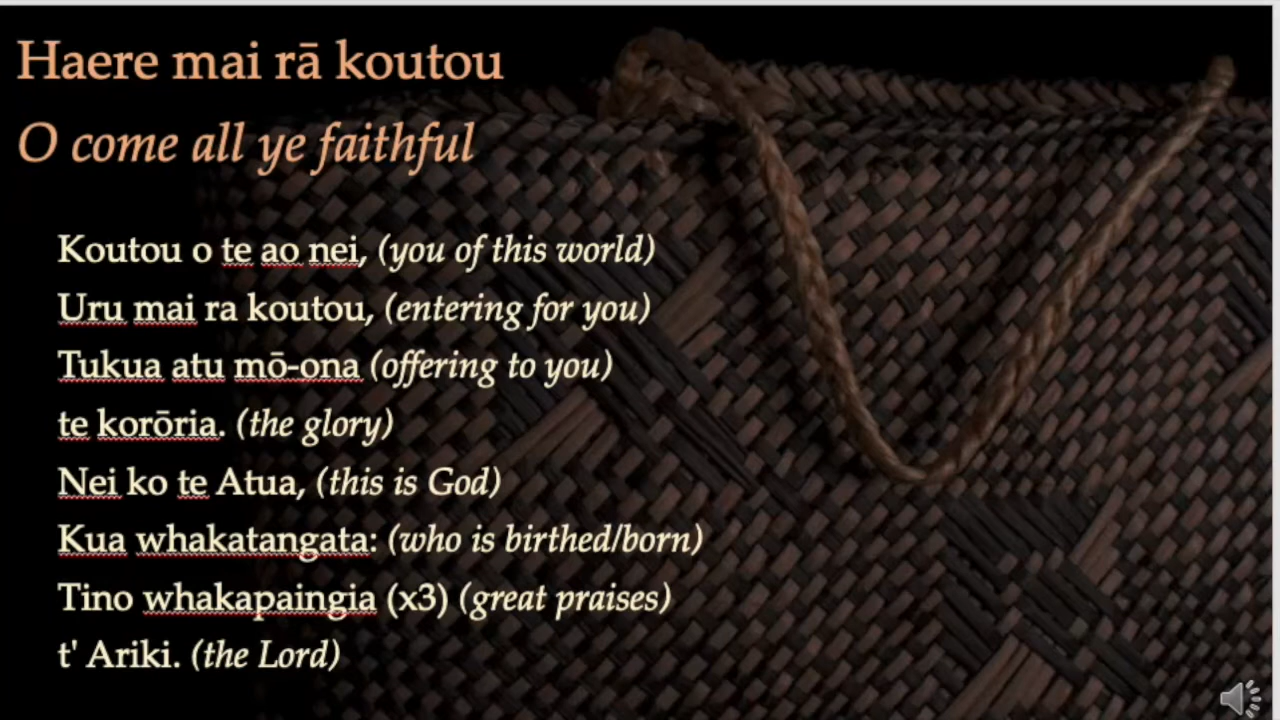 Haere mai rā koutou
O come all ye faithful
Koutou o te ao nei, (you of this world)
Uru mai ra koutou, (entering for you)
Tukua atu mō-ona (offering to you)
te korōria. (the glory)
Nei ko te Atua, (this is God)
Kua whakatangata: (who is birthed/born)
Tino whakapaingia (x3) (great praises)
t' Ariki. (the Lord)